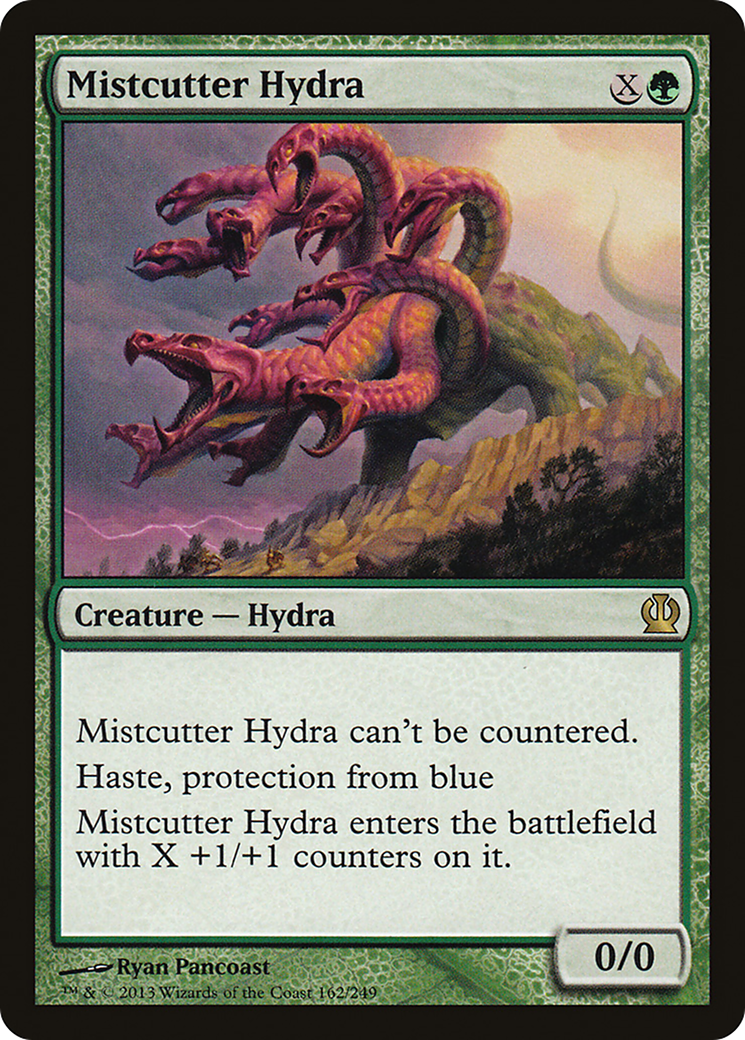 Mistcutter Hydra X
Creature — Hydra
Mistcutter Hydra can't be countered.
Haste, protection from blue
Mistcutter Hydra enters the battlefield
with X +1/+1 counters on it.
0/0
Ryan Pancoast
™ & © 2013 Wizards of the Coast 162/249